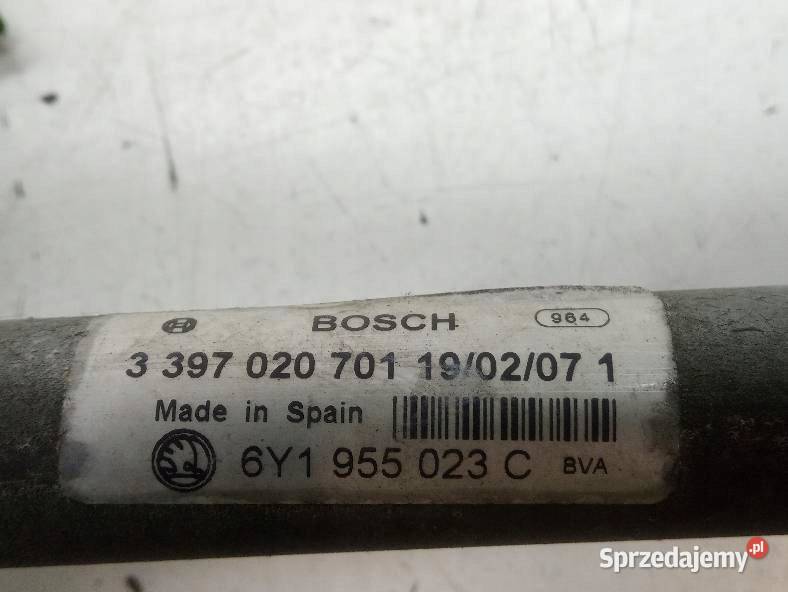 BOSCH 964
3 397 020 701 19/02/07 1
Made in Spain
6Y1 955 023 C BVA
Sprzedajemy.pl